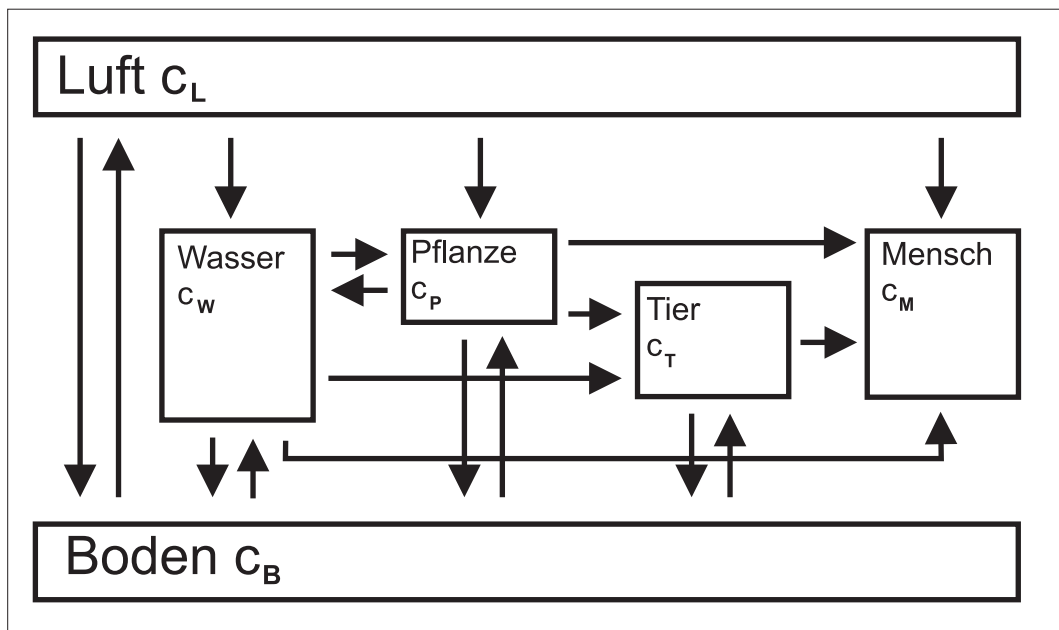 Luft cL
Wasser
cW
Pflanze
cP
Tier
cT
Mensch
cM
Boden cB